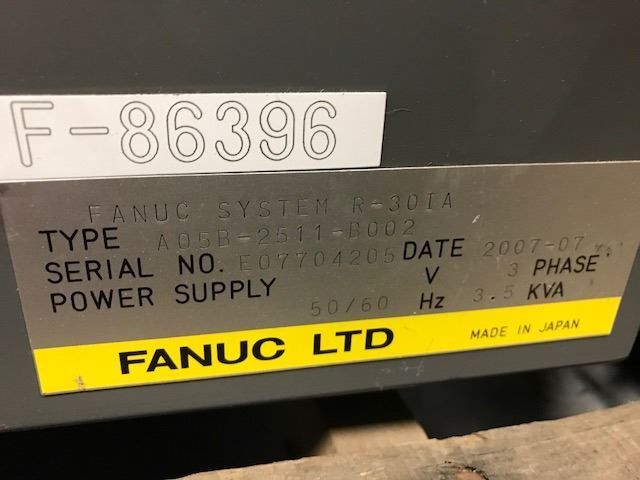 F-86396
FANUC SYSTEM R-30iA
TYPE A05B-2511-B002
SERIAL NO. E07704205 DATE 2007-07
POWER SUPPLY V 3 PHASE
50/60 Hz 3.5 KVA
FANUC LTD MADE IN JAPAN